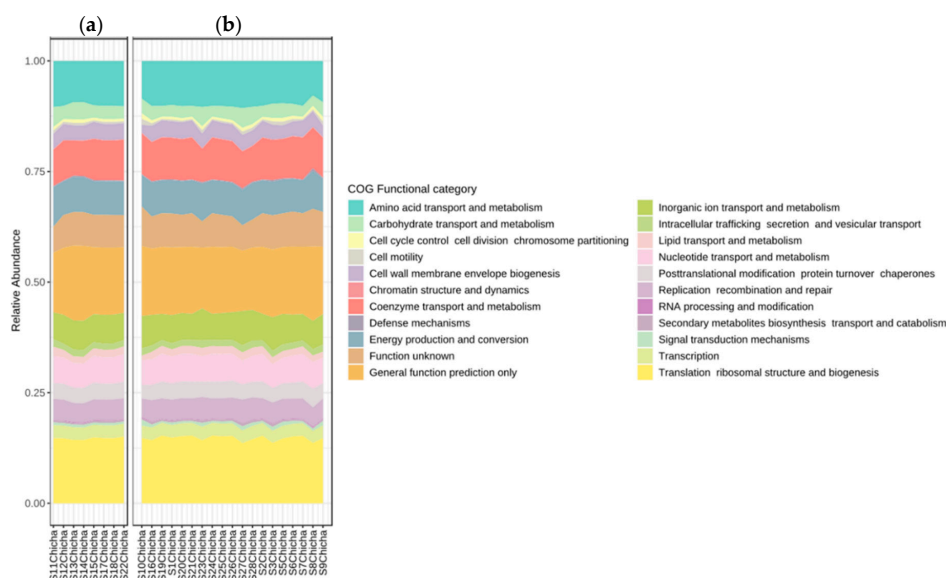 (a) (b)
1.00
0.75
0.50
0.25
0.00
Relative Abundance
COG Functional category
Amino acid transport and metabolism
Carbohydrate transport and metabolism
Cell cycle control cell division chromosome partitioning
Cell motility
Cell wall membrane envelope biogenesis
Chromatin structure and dynamics
Coenzyme transport and metabolism
Defense mechanisms
Energy production and conversion
Function unknown
General function prediction only
Inorganic ion transport and metabolism
Intracellular trafficking secretion and vesicular transport
Lipid transport and metabolism
Nucleotide transport and metabolism
Posttranslational modification protein turnover chaperones
Replication recombination and repair
RNA processing and modification
Secondary metabolites biosynthesis transport and catabolism
Signal transduction mechanisms
Transcription
Translation ribosomal structure and biogenesis
S11Chicha
S12Chicha
S13Chicha
S14Chicha
S15Chicha
S17Chicha
S18Chicha
S22Chicha
S10Chicha
S16Chicha
S19Chicha
S1Chicha
S20Chicha
S21Chicha
S23Chicha
S24Chicha
S25Chicha
S26Chicha
S27Chicha
S28Chicha
S2Chicha
S3Chicha
S5Chicha
S6Chicha
S7Chicha
S8Chicha
S9Chicha